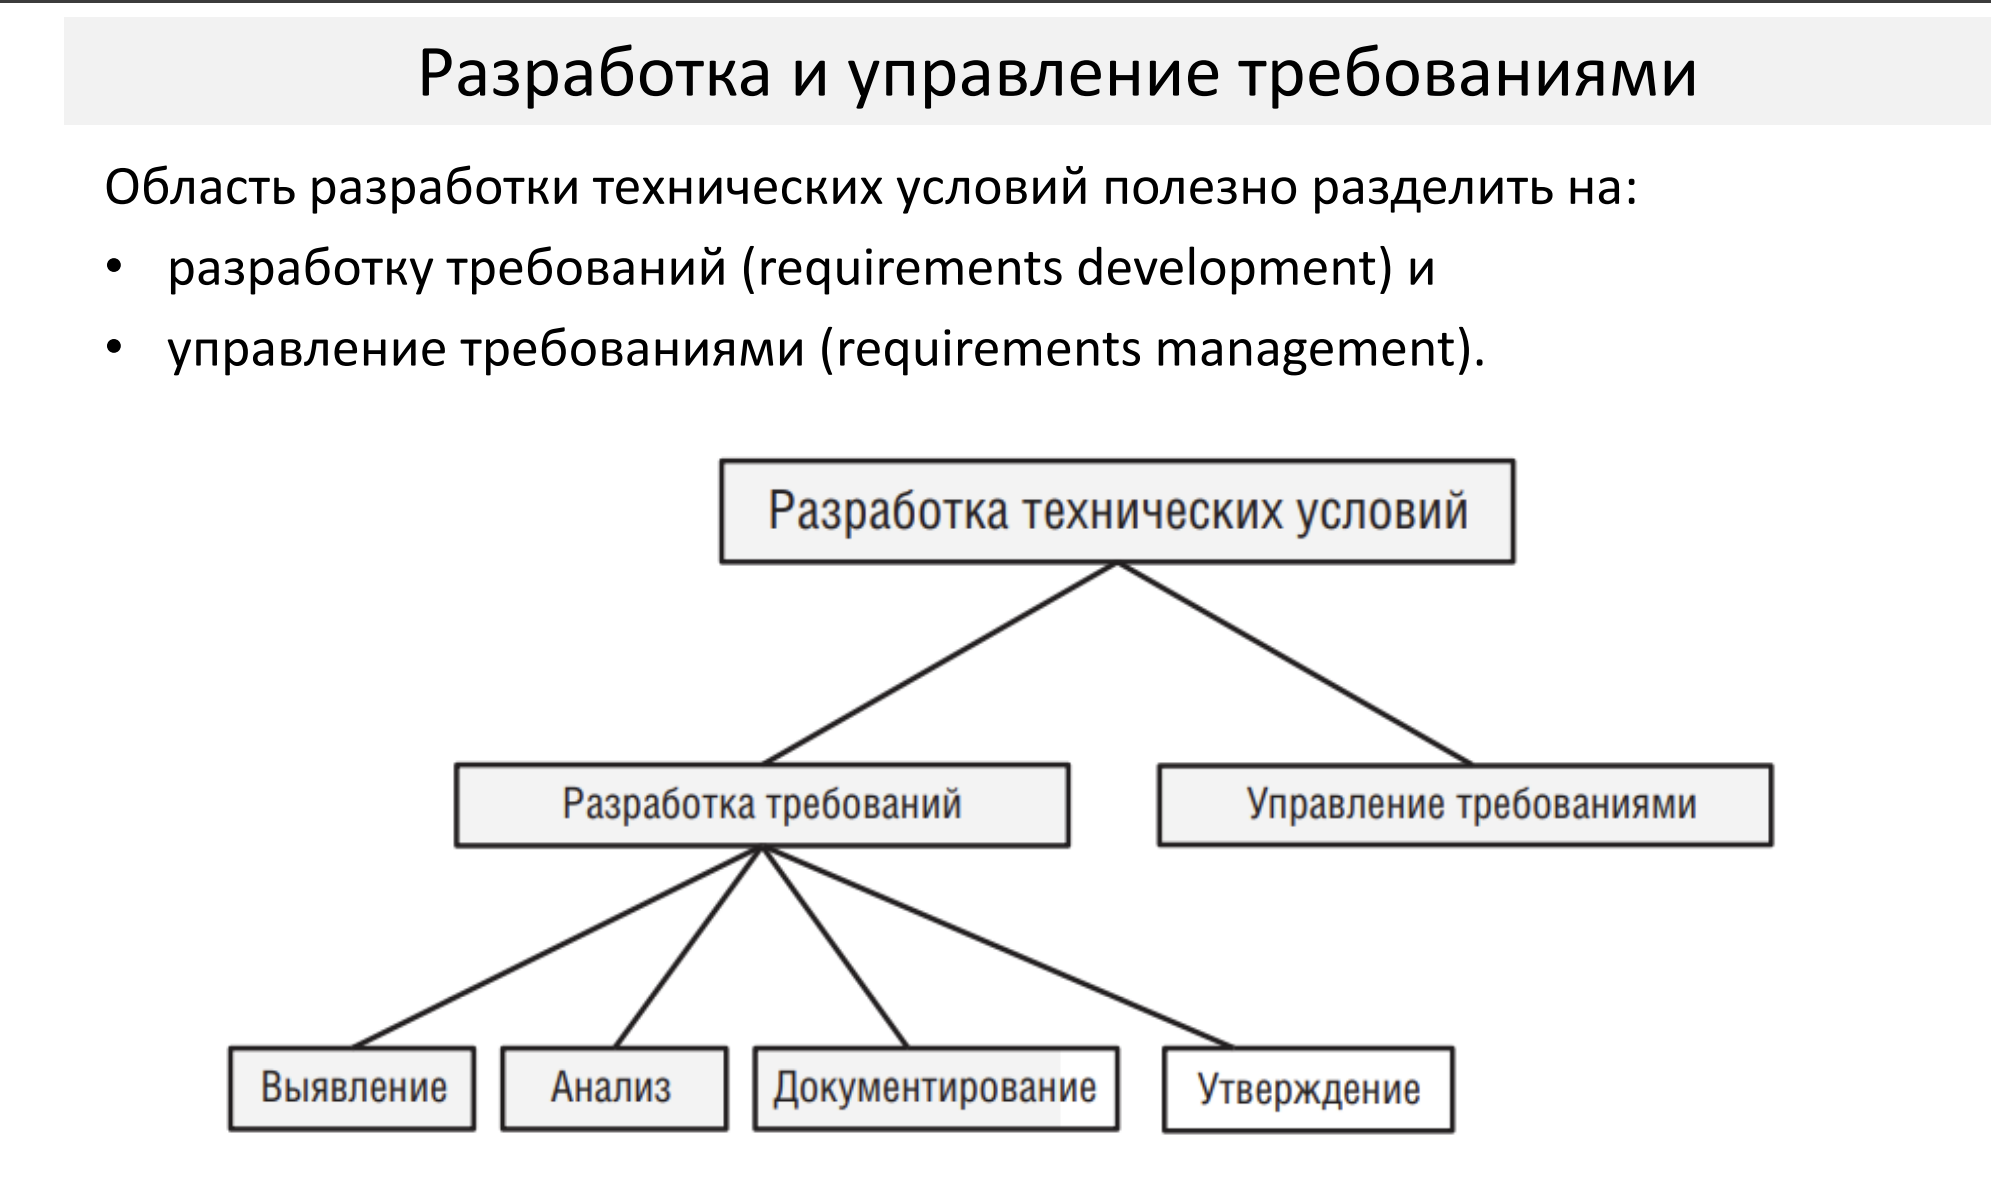 Разработка и управление требованиями
Область разработки технических условий полезно разделить на:
• разработку требований (requirements development) и
• управление требованиями (requirements management).
Разработка технических условий
Разработка требований
Управление требованиями
Выявление
Анализ
Документирование
Утверждение